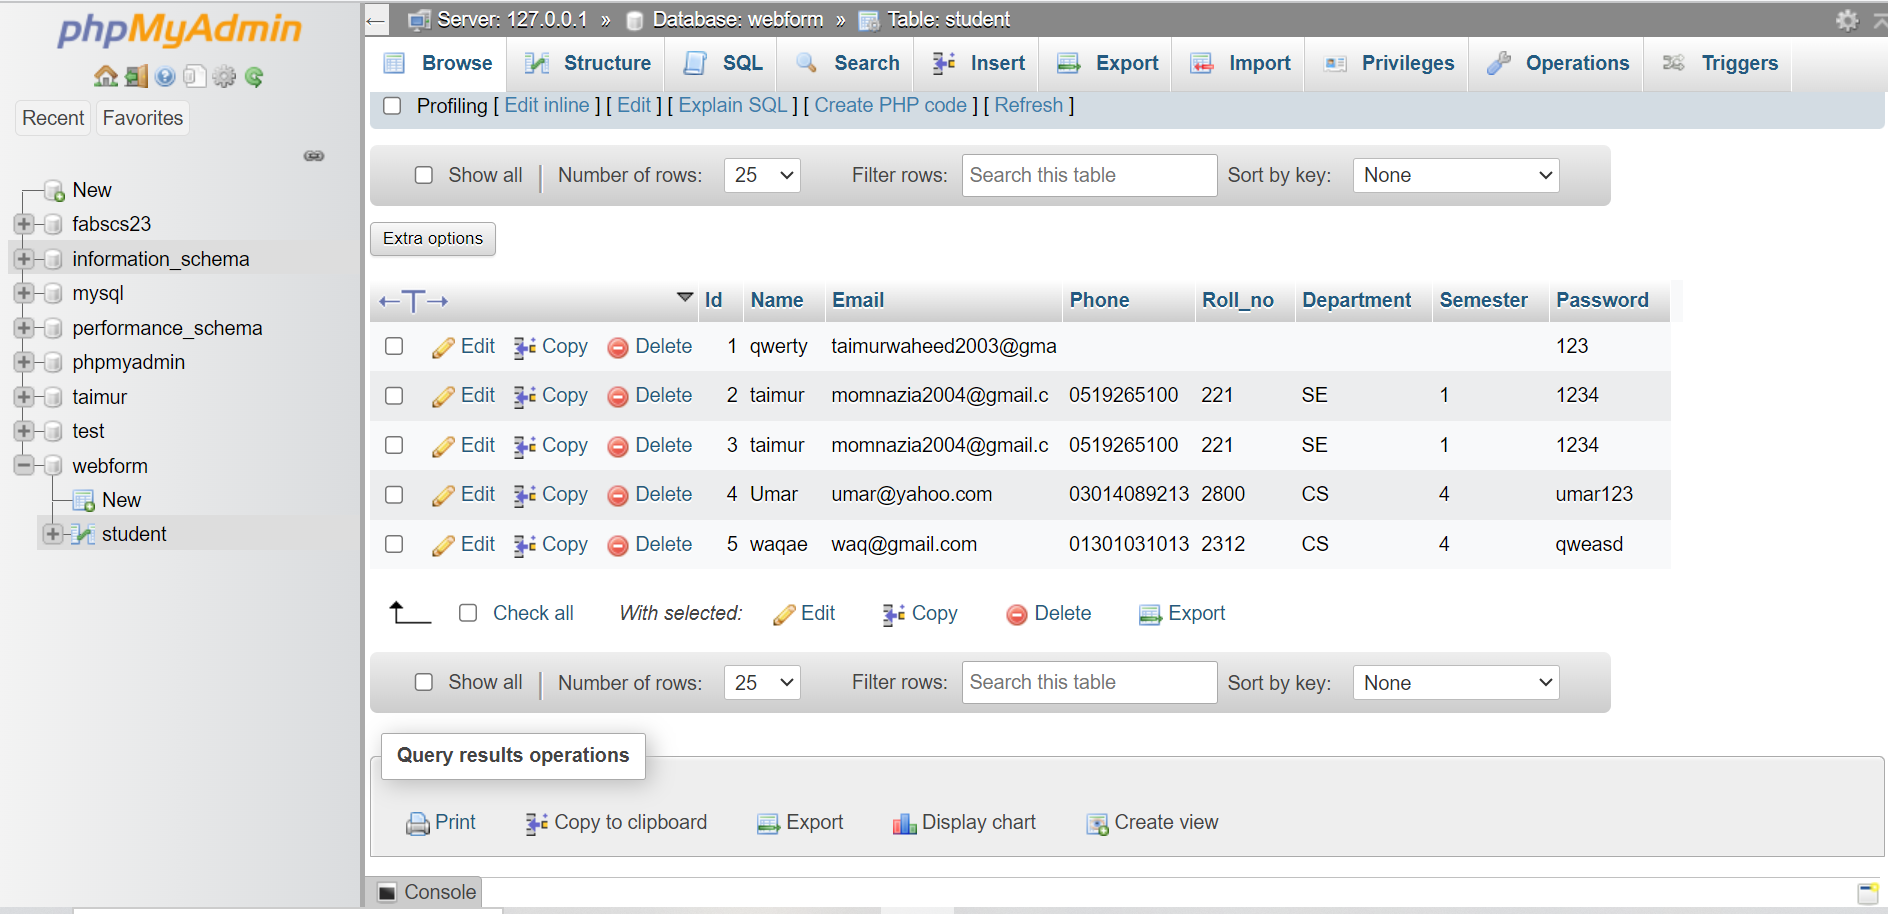 phpMyAdmin
Recent Favorites
New
fabscs23
information_schema
mysql
performance_schema
phpmyadmin
taimur
test
webform
New
student
Server: 127.0.0.1 » Database: webform » Table: student
Browse Structure SQL Search Insert Export Import Privileges Operations Triggers
Profiling [ Edit inline ] [ Edit ] [ Explain SQL ] [ Create PHP code ] [ Refresh ]
Show all | Number of rows: 25 Filter rows: Search this table Sort by key: None
Extra options
←T→ Id Name Email Phone Roll_no Department Semester Password
Edit Copy Delete 1 qwerty taimurwaheed2003@gma 123
Edit Copy Delete 2 taimur momnazia2004@gmail.c 0519265100 221 SE 1 1234
Edit Copy Delete 3 taimur momnazia2004@gmail.c 0519265100 221 SE 1 1234
Edit Copy Delete 4 Umar umar@yahoo.com 03014089213 2800 CS 4 umar123
Edit Copy Delete 5 waqae waq@gmail.com 01301031013 2312 CS 4 qweasd
Check all With selected: Edit Copy Delete Export
Show all | Number of rows: 25 Filter rows: Search this table Sort by key: None
Query results operations
Print Copy to clipboard Export Display chart Create view
Console